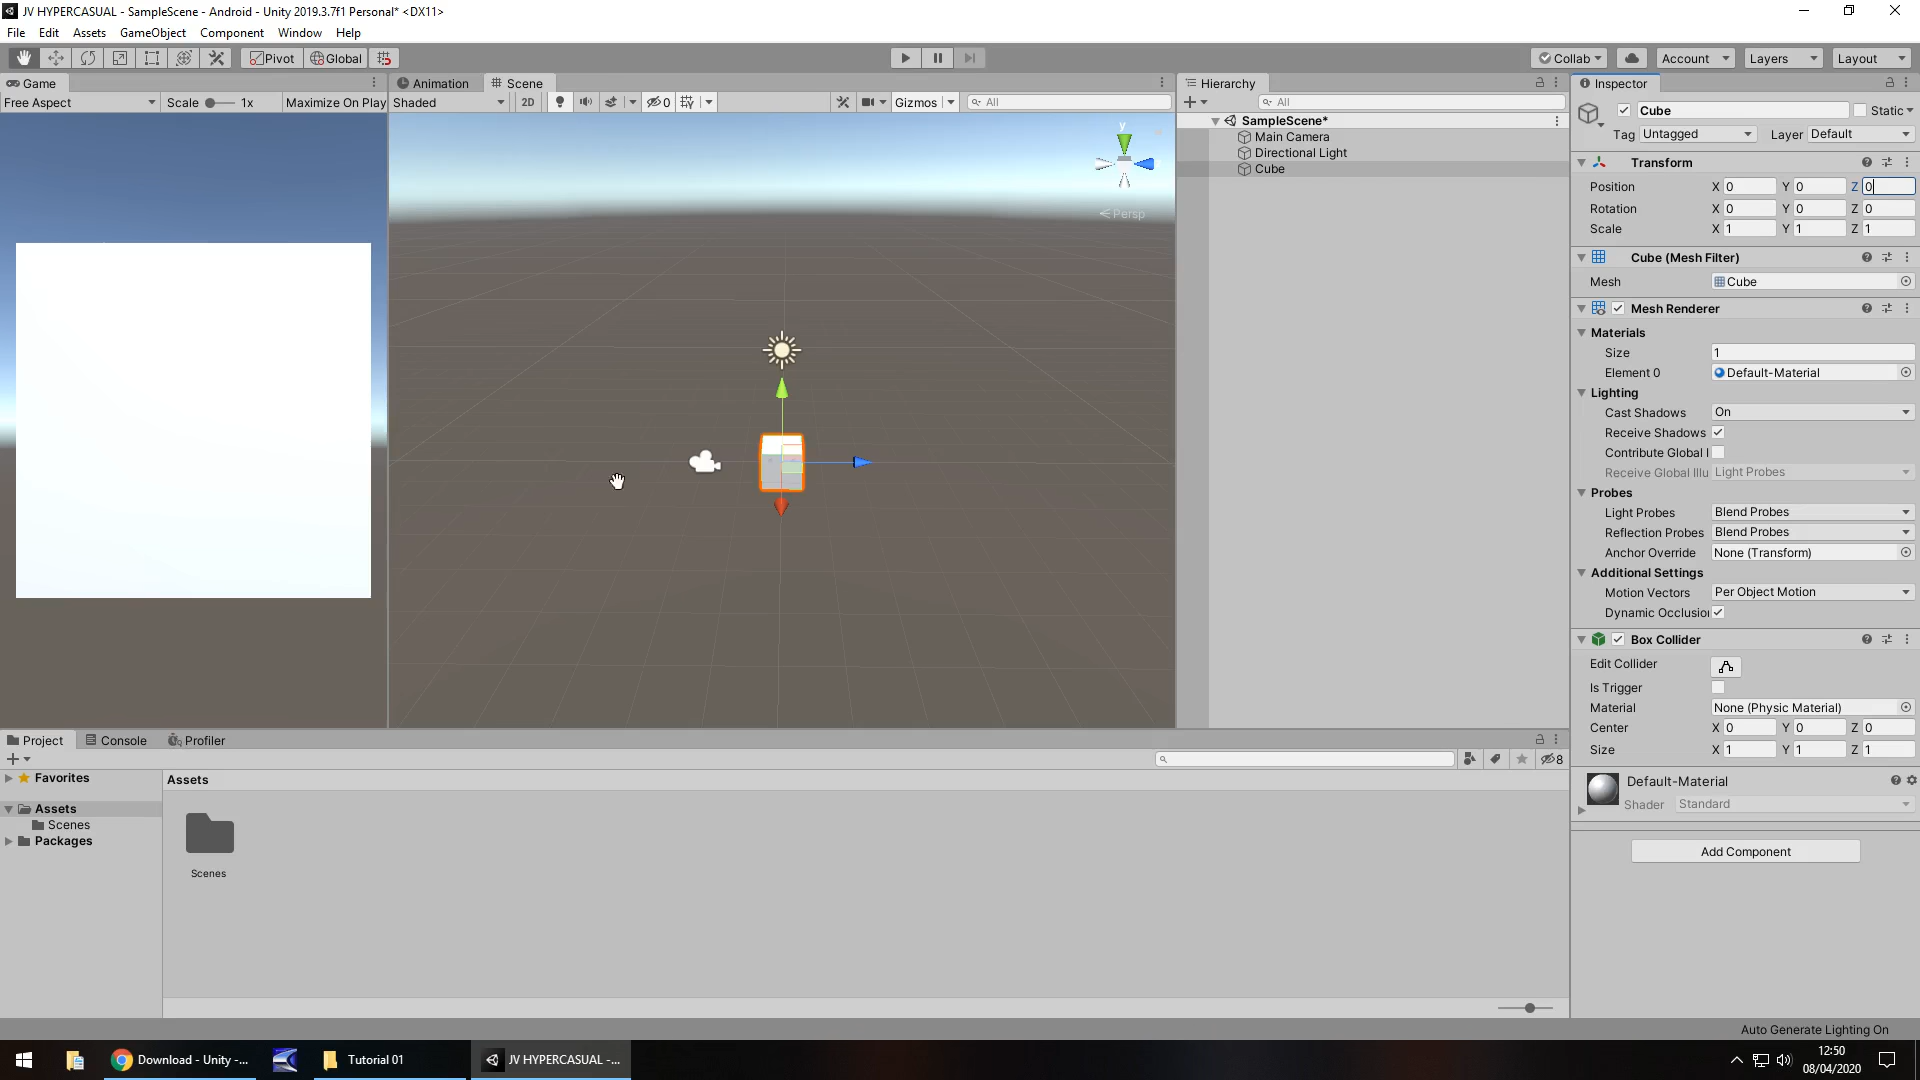 JV HYPERCASUAL - SampleScene - Android - Unity 2019.3.7f1 Personal* <DX11>
File Edit Assets GameObject Component Window Help
Pivot Global Collab Account Layers Layout
Game Animation Scene Hierarchy Inspector
Free Aspect Scale 1x Maximize On Play Shaded 2D 0 Gizmos All All
Cube Static
SampleScene*
Main Camera
Directional Light
Cube
y
Persp
Tag Untagged Layer Default
Transform
Position X 0 Y 0 Z 0
Rotation X 0 Y 0 Z 0
Scale X 1 Y 1 Z 1
Cube (Mesh Filter)
Mesh Cube
Mesh Renderer
Materials
Size 1
Element 0 Default-Material
Lighting
Cast Shadows On
Receive Shadows
Contribute Global I
Receive Global Illu Light Probes
Probes
Light Probes Blend Probes
Reflection Probes Blend Probes
Anchor Override None (Transform)
Additional Settings
Motion Vectors Per Object Motion
Dynamic Occlusion
Box Collider
Edit Collider
Is Trigger
Material None (Physic Material)
Center X 0 Y 0 Z 0
Size X 1 Y 1 Z 1
Default-Material
Shader Standard
Add Component
Project Console Profiler
8
Favorites
Assets
Scenes
Packages
Assets
Scenes
Auto Generate Lighting On
Download - Unity -... Tutorial 01 JV HYPERCASUAL -...
12:50
08/04/2020